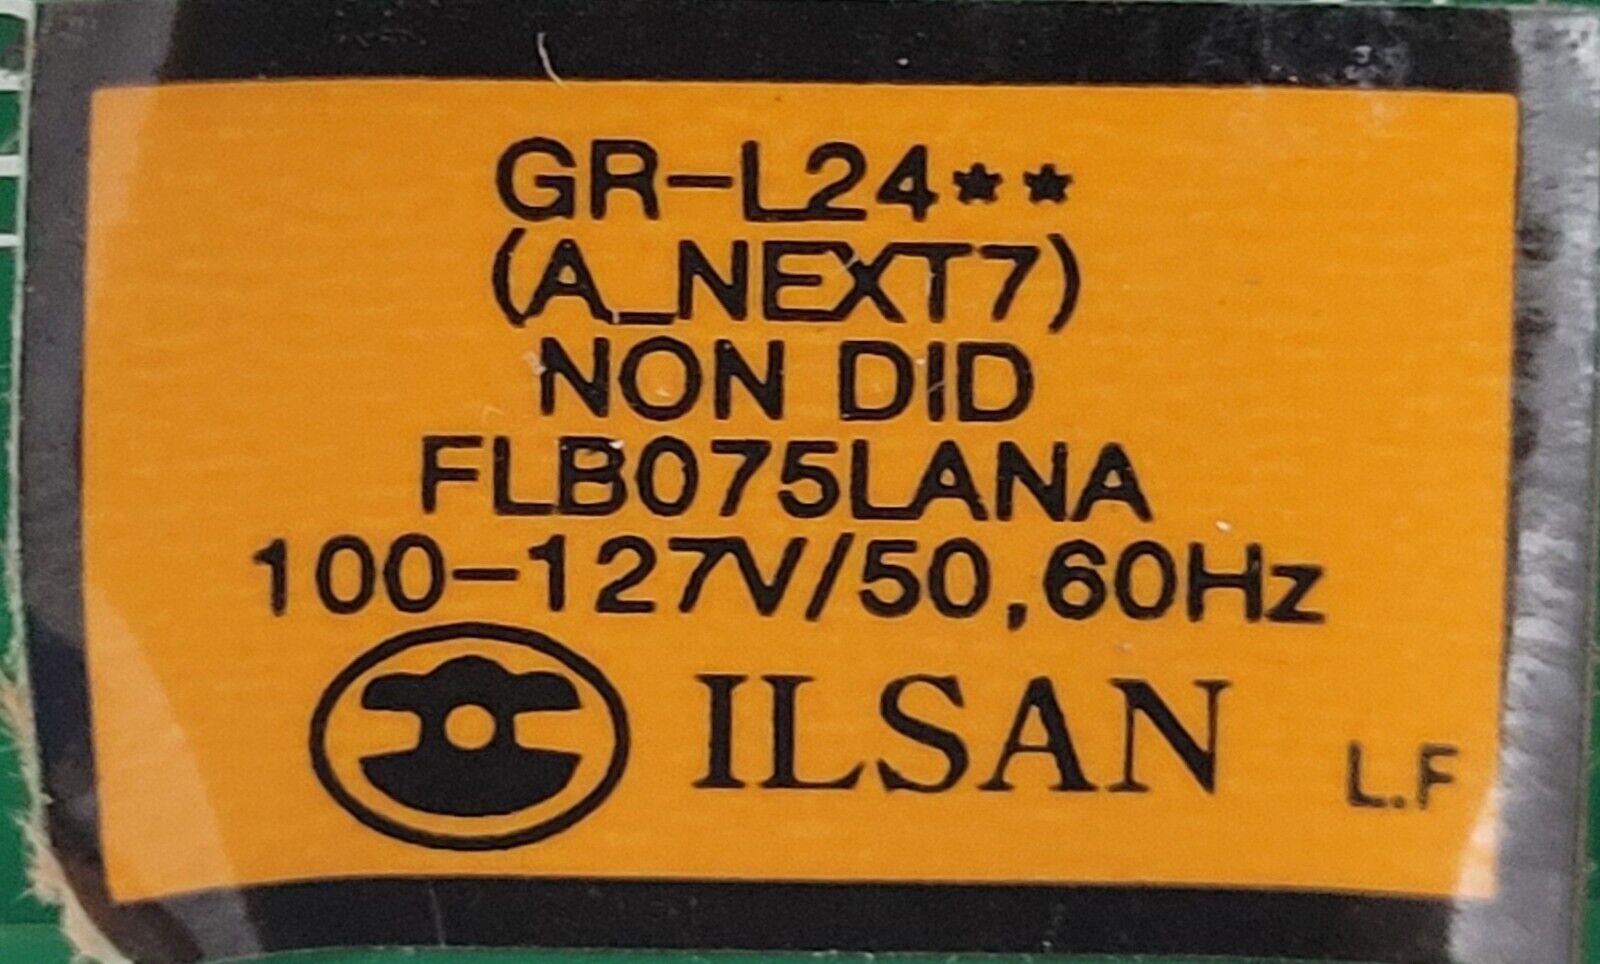 GR-L24**
(A_NEXT7)
NON DID
FLB075LANA
100-127V/50,60Hz
ILSAN
L.F